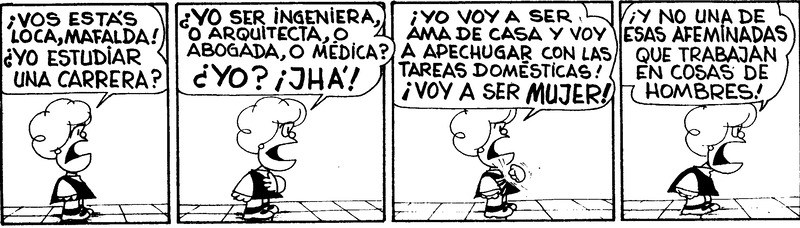 ¡VOS ESTÁS
LOCA, MAFALDA!
¿YO ESTUDIAR
UNA CARRERA?
¿YO SER INGENIERA,
O ARQUITECTA, O
ABOGADA, O MÉDICA?
¿YO? ¡JHÁ!
¡YO VOY A SER
AMA DE CASA Y VOY
A APECHUGAR CON LAS
TAREAS DOMÉSTICAS!
¡VOY A SER MUJER!
¡Y NO UNA DE
ESAS AFEMINADAS
QUE TRABAJAN
EN COSAS DE
HOMBRES!